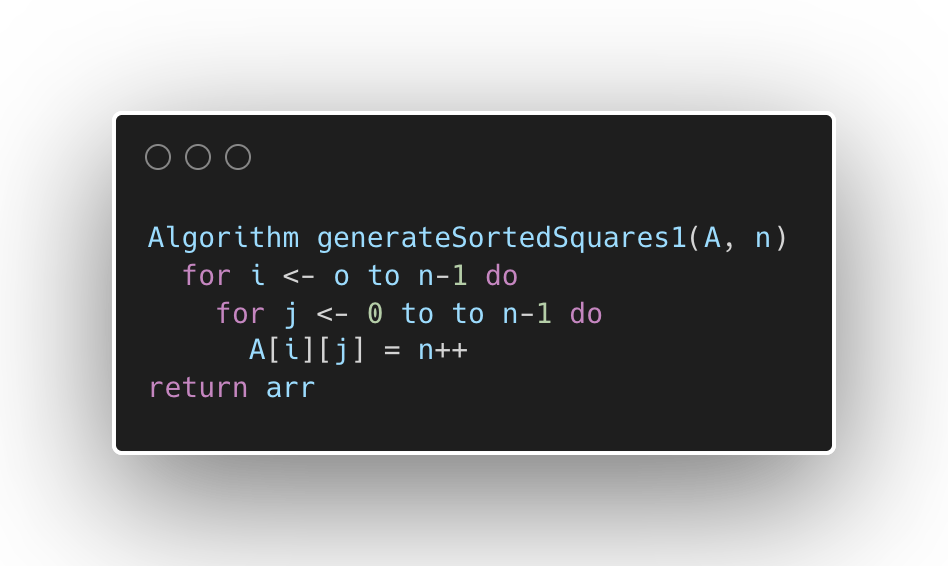 Algorithm generateSortedSquares1(A, n)
  for i <- o to n-1 do
    for j <- 0 to to n-1 do
      A[i][j] = n++
return arr